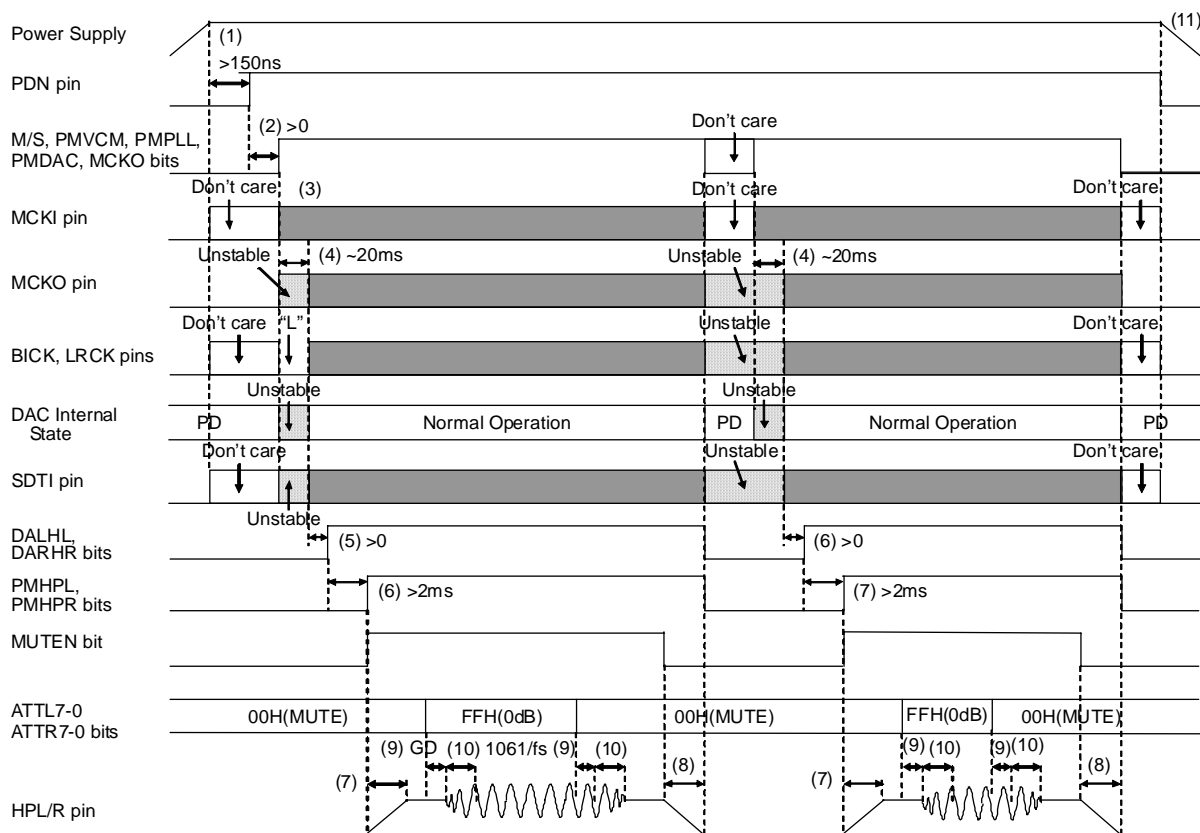 Power Supply
(1)
(11)
>150ns
PDN pin
(2) >0
Don't care
M/S, PMVCM, PMPLL,
PMDAC, MCKO bits
Don't care
(3)
Don't care
Don't care
MCKI pin
Unstable
(4) ~20ms
Unstable
(4) ~20ms
MCKO pin
Don't care
“L”
Unstable
Don't care
BICK, LRCK pins
Unstable
Unstable
DAC Internal
State
PD
Normal Operation
PD
Normal Operation
PD
Don't care
Unstable
Don't care
SDTI pin
Unstable
DALHL,
DARHR bits
(5) >0
(6) >0
PMHPL,
PMHPR bits
(6) >2ms
(7) >2ms
MUTEN bit
ATTL7-0
ATTR7-0 bits
00H(MUTE)
FFH(0dB)
00H(MUTE)
FFH(0dB)
00H(MUTE)
(9) GD
(10) 1061/fs
(9)
(10)
(9)
(10)
(9)
(10)
(7)
(8)
(7)
(8)
HPL/R pin